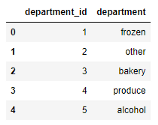 department_id department
0 1 frozen
1 2 other
2 3 bakery
3 4 produce
4 5 alcohol